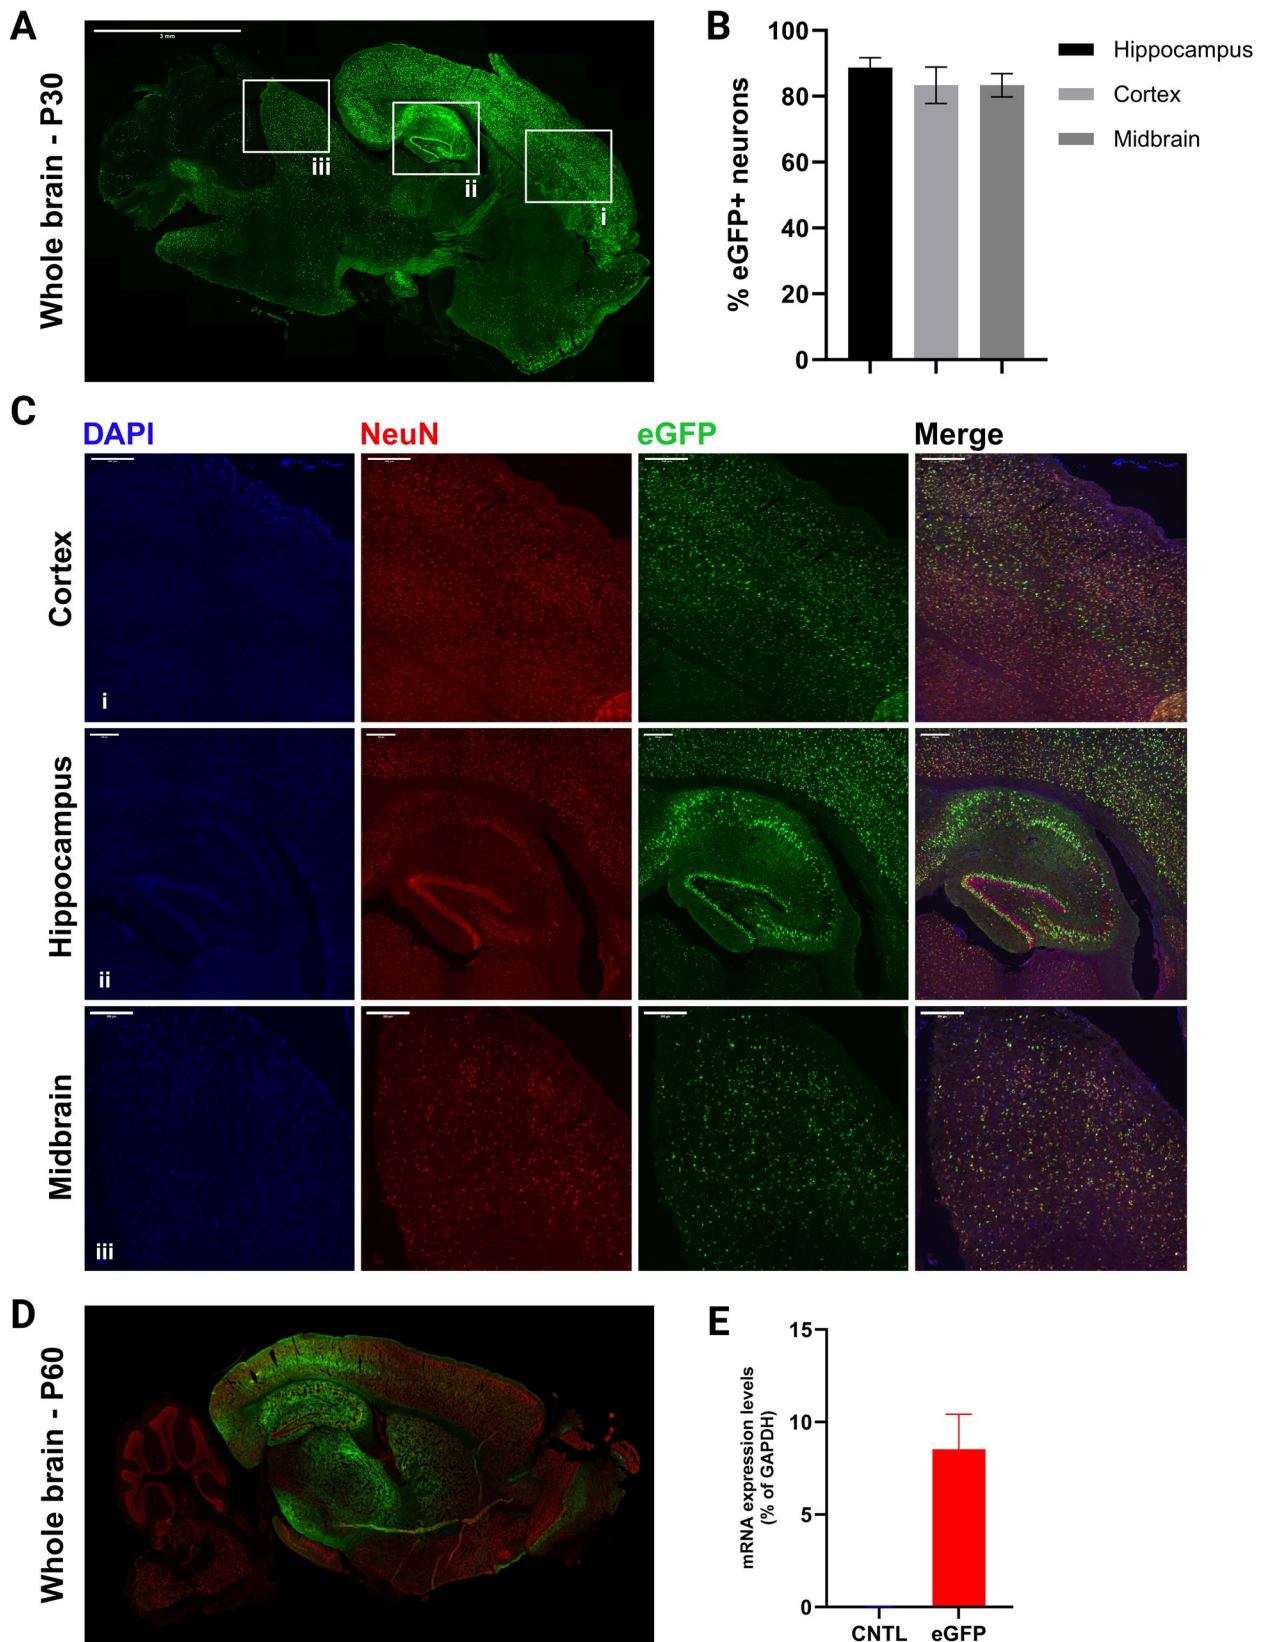 A
Whole brain - P30
3 mm
iii
ii
i
B
% eGFP+ neurons
100
80
60
40
20
0
Hippocampus
Cortex
Midbrain
C
DAPI
NeuN
eGFP
Merge
Cortex
i
Hippocampus
ii
Midbrain
iii
D
Whole brain - P60
E
mRNA expression levels
(% of GAPDH)
15
10
5
0
CNTL
eGFP